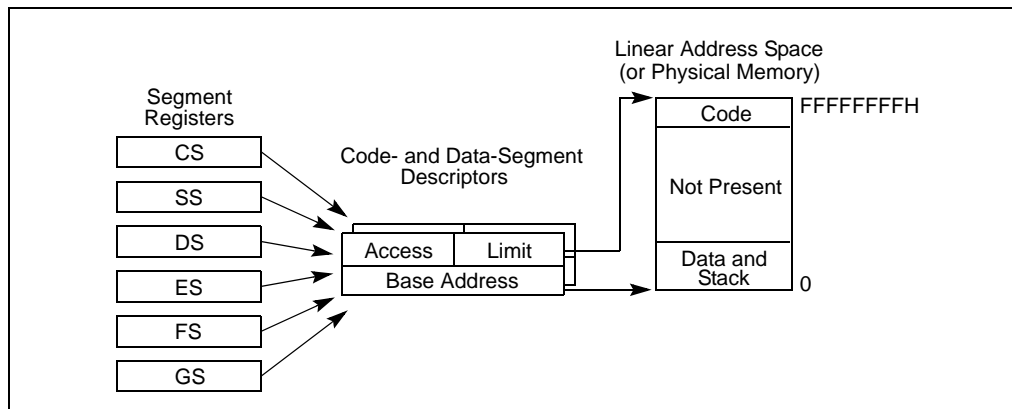 Linear Address Space
(or Physical Memory)
Segment
Registers
CS
SS
DS
ES
FS
GS
Code- and Data-Segment
Descriptors
Access
Limit
Base Address
Code
FFFFFFFFH
Not Present
Data and
Stack
0